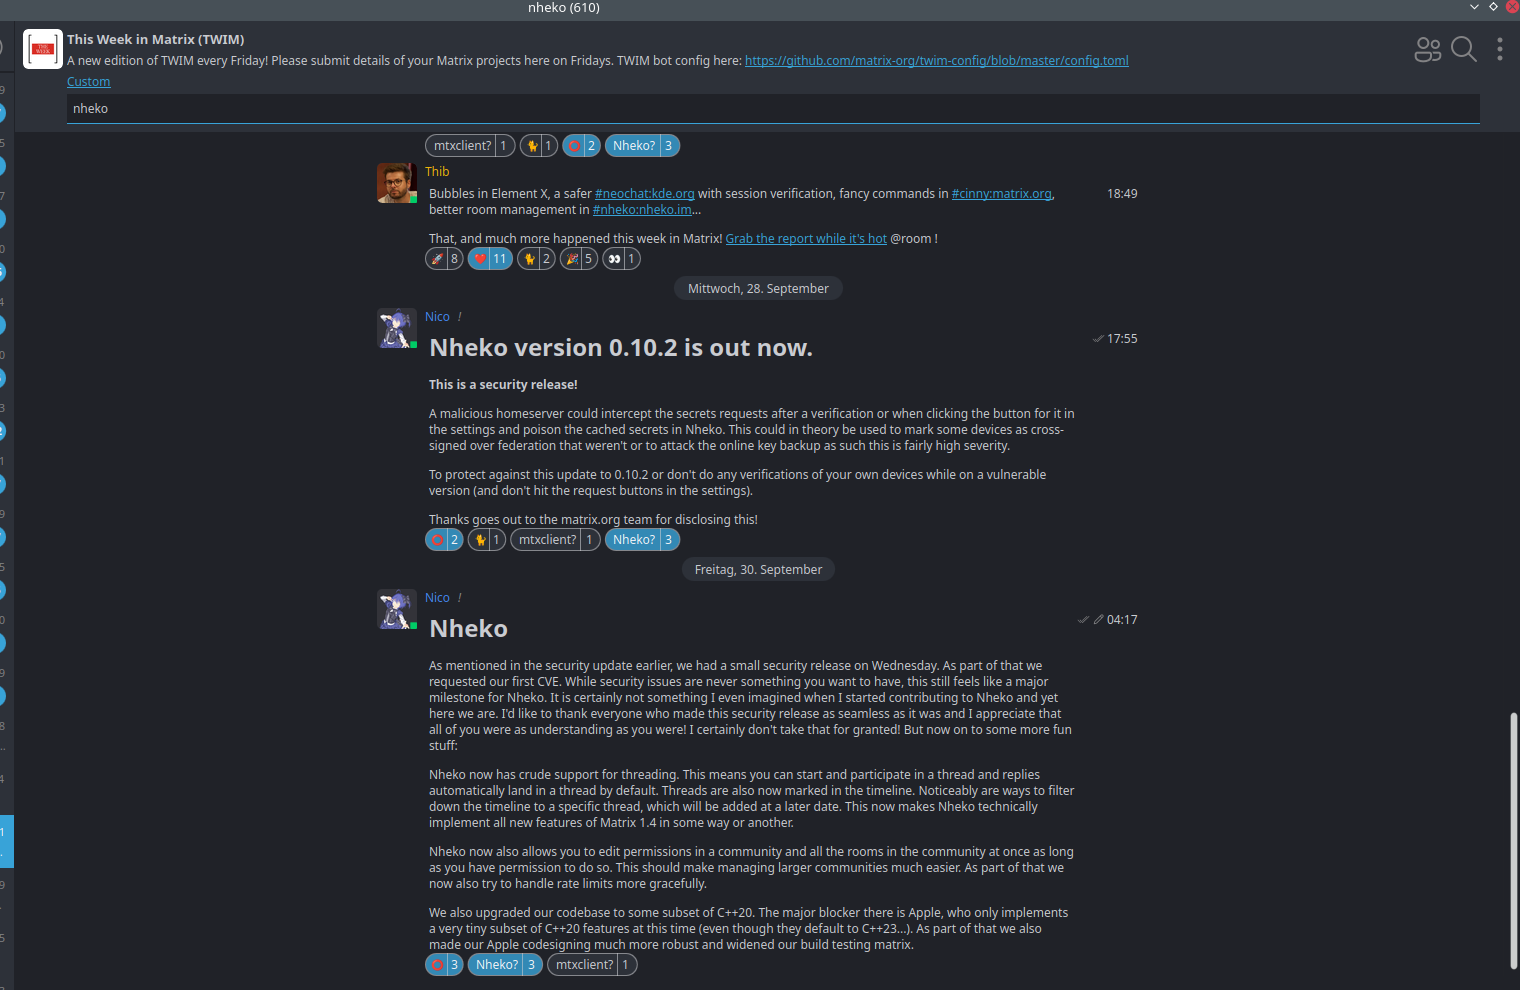 nheko (610)
This Week in Matrix (TWIM)
A new edition of TWIM every Friday! Please submit details of your Matrix projects here on Fridays. TWIM bot config here: https://github.com/matrix-org/twim-config/blob/master/config.toml
Custom
nheko
mtxclient? 1 1 2 Nheko? 3
Thib
Bubbles in Element X, a safer #neochat:kde.org with session verification, fancy commands in #cinny:matrix.org, 18:49
better room management in #nheko:nheko.im...
That, and much more happened this week in Matrix! Grab the report while it's hot @room !
8 11 2 5 1
Mittwoch, 28. September
Nico !
Nheko version 0.10.2 is out now. 17:55
This is a security release!
A malicious homeserver could intercept the secrets requests after a verification or when clicking the button for it in
the settings and poison the cached secrets in Nheko. This could in theory be used to mark some devices as cross-
signed over federation that weren't or to attack the online key backup as such this is fairly high severity.
To protect against this update to 0.10.2 or don't do any verifications of your own devices while on a vulnerable
version (and don't hit the request buttons in the settings).
Thanks goes out to the matrix.org team for disclosing this!
2 1 mtxclient? 1 Nheko? 3
Freitag, 30. September
Nico !
Nheko 04:17
As mentioned in the security update earlier, we had a small security release on Wednesday. As part of that we
requested our first CVE. While security issues are never something you want to have, this still feels like a major
milestone for Nheko. It is certainly not something I even imagined when I started contributing to Nheko and yet
here we are. I'd like to thank everyone who made this security release as seamless as it was and I appreciate that
all of you were as understanding as you were! I certainly don't take that for granted! But now on to some more fun
stuff:
Nheko now has crude support for threading. This means you can start and participate in a thread and replies
automatically land in a thread by default. Threads are also now marked in the timeline. Noticeably are ways to filter
down the timeline to a specific thread, which will be added at a later date. This now makes Nheko technically
implement all new features of Matrix 1.4 in some way or another.
Nheko now also allows you to edit permissions in a community and all the rooms in the community at once as long
as you have permission to do so. This should make managing larger communities much easier. As part of that we
now also try to handle rate limits more gracefully.
We also upgraded our codebase to some subset of C++20. The major blocker there is Apple, who only implements
a very tiny subset of C++20 features at this time (even though they default to C++23...). As part of that we also
made our Apple codesigning much more robust and widened our build testing matrix.
3 Nheko? 3 mtxclient? 1